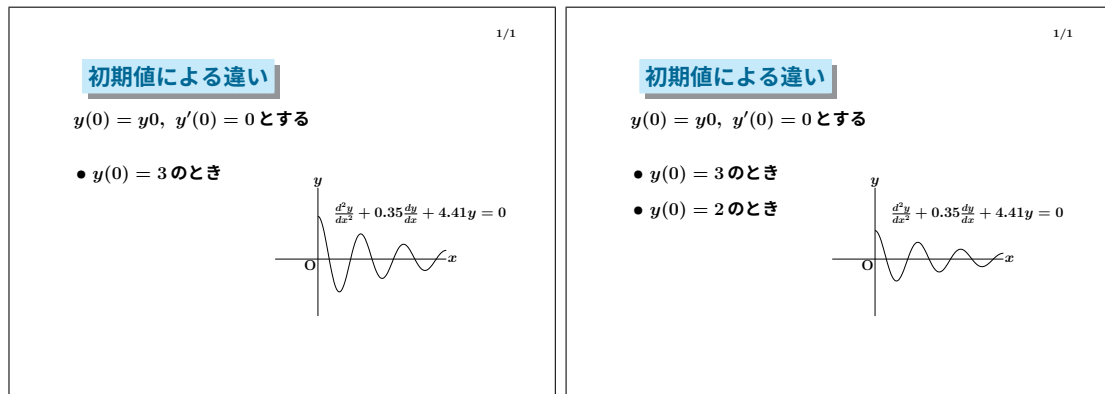 1/1
初期値による違い
y(0) = y0, y′(0) = 0 とする
• y(0) = 3 のとき
y
d²y/dx² + 0.35 dy/dx + 4.41y = 0
O
x
1/1
初期値による違い
y(0) = y0, y′(0) = 0 とする
• y(0) = 3 のとき
• y(0) = 2 のとき
y
d²y/dx² + 0.35 dy/dx + 4.41y = 0
O
x